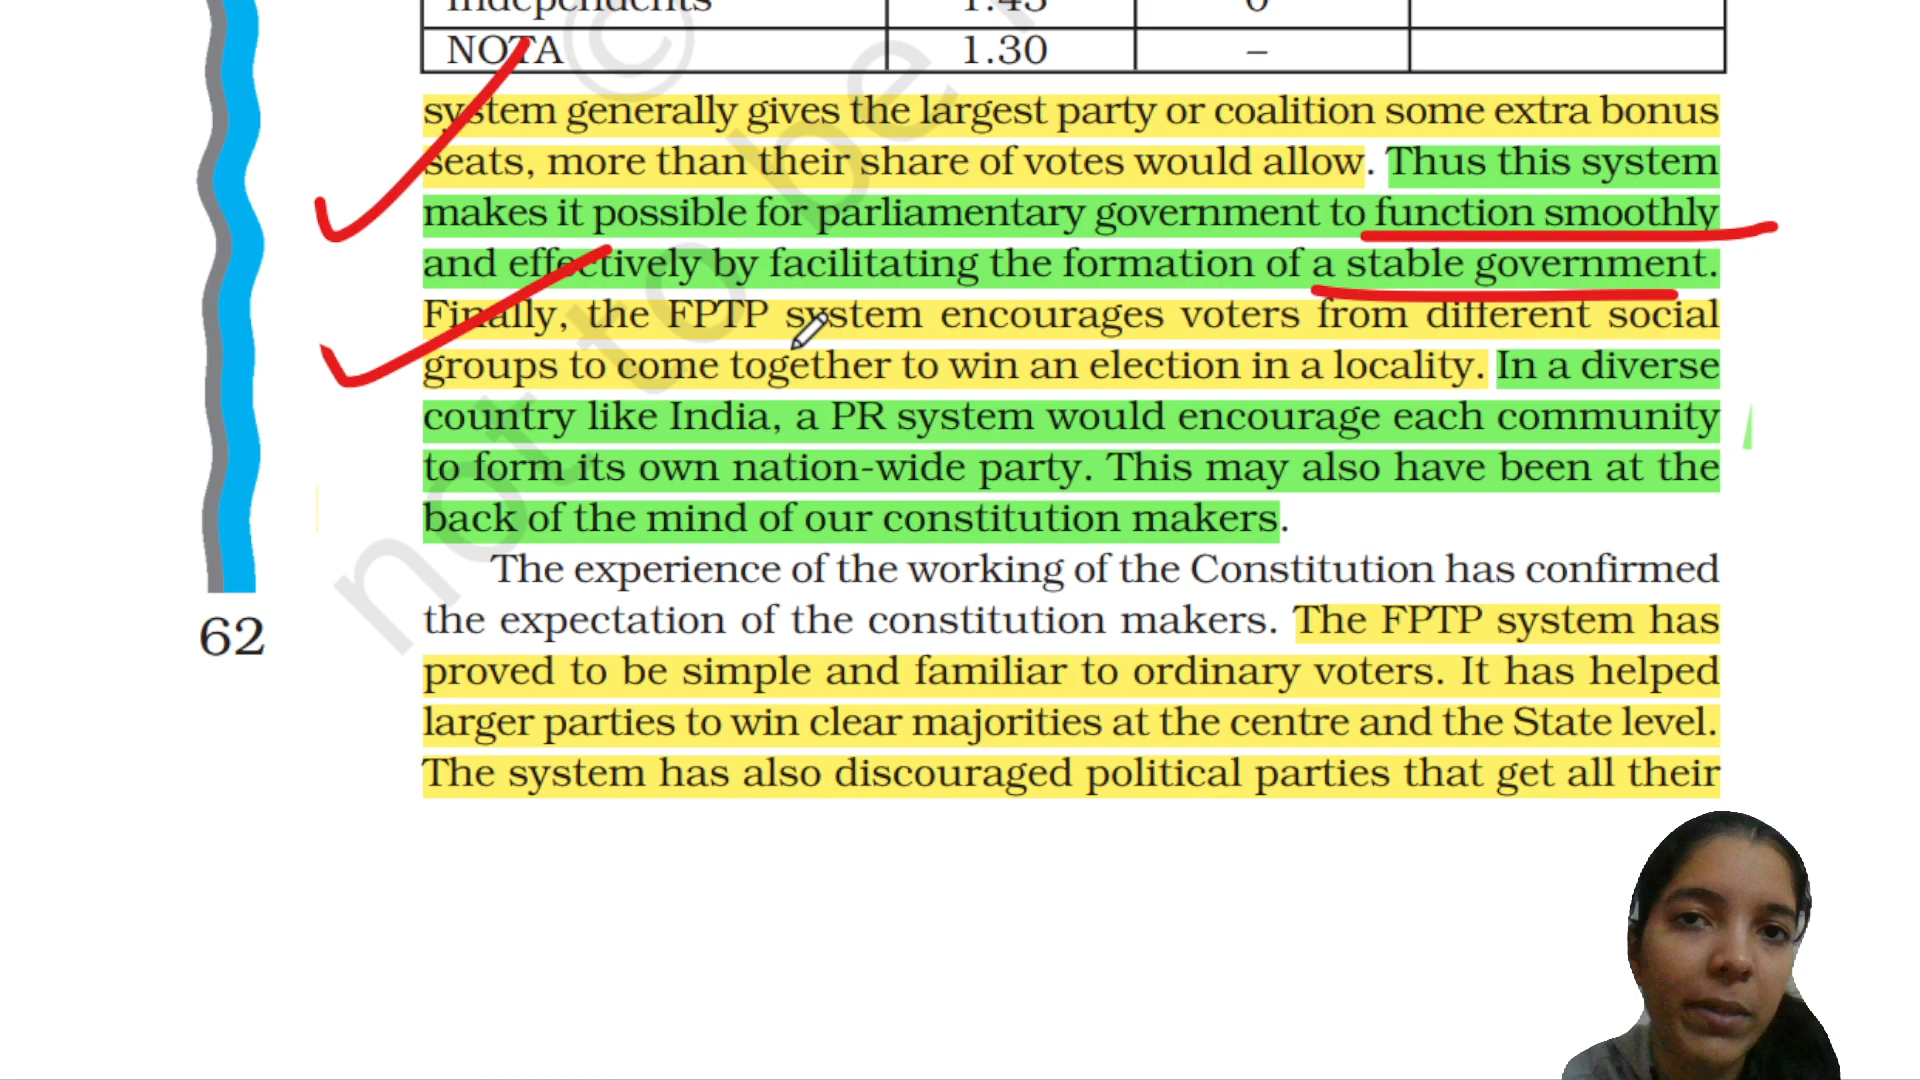 Independents 1.43 0
NOTA 1.30 –
system generally gives the largest party or coalition some extra bonus
seats, more than their share of votes would allow. Thus this system
makes it possible for parliamentary government to function smoothly
and effectively by facilitating the formation of a stable government.
Finally, the FPTP system encourages voters from different social
groups to come together to win an election in a locality. In a diverse
country like India, a PR system would encourage each community
to form its own nation-wide party. This may also have been at the
back of the mind of our constitution makers.
The experience of the working of the Constitution has confirmed
the expectation of the constitution makers. The FPTP system has
62
proved to be simple and familiar to ordinary voters. It has helped
larger parties to win clear majorities at the centre and the State level.
The system has also discouraged political parties that get all their
© not to be